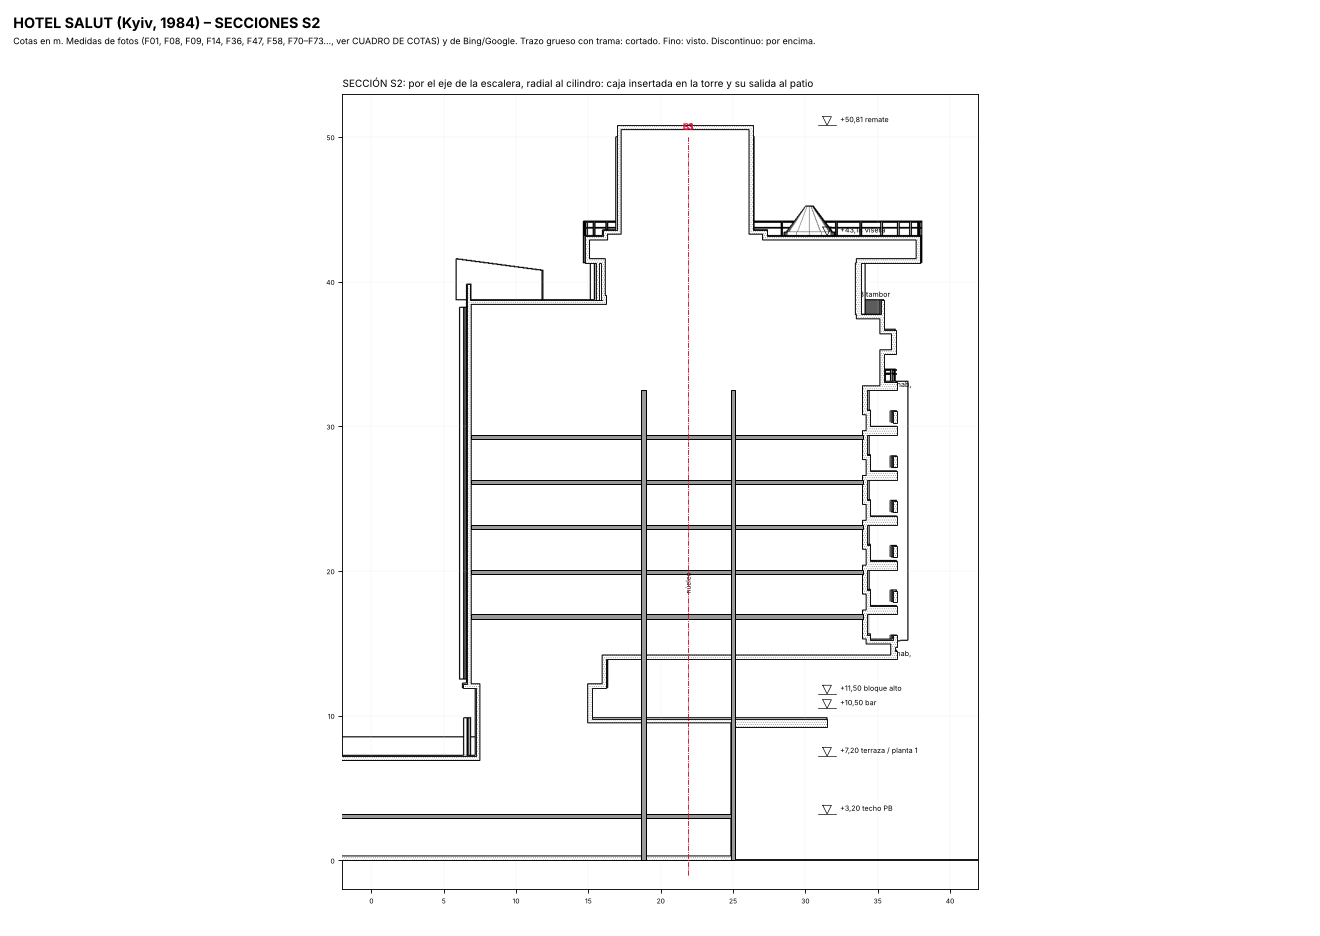 HOTEL SALUT (Kyiv, 1984) – SECCIONES S2
Cotas en m. Medidas de fotos (F01, F08, F09, F14, F36, F47, F58, F70–F73..., ver CUADRO DE COTAS) y de Bing/Google. Trazo grueso con trama: cortado. Fino: visto. Discontinuo: por encima.
SECCIÓN S2: por el eje de la escalera, radial al cilindro: caja insertada en la torre y su salida al patio
+50,81 remate
50
visera
40
tambor
hab,
30
20
núcleo
hab,
+11,50 bloque alto
+10,50 bar
10
+7,20 terraza / planta 1
+3,20 techo PB
0
0 5 10 15 20 25 30 35 40